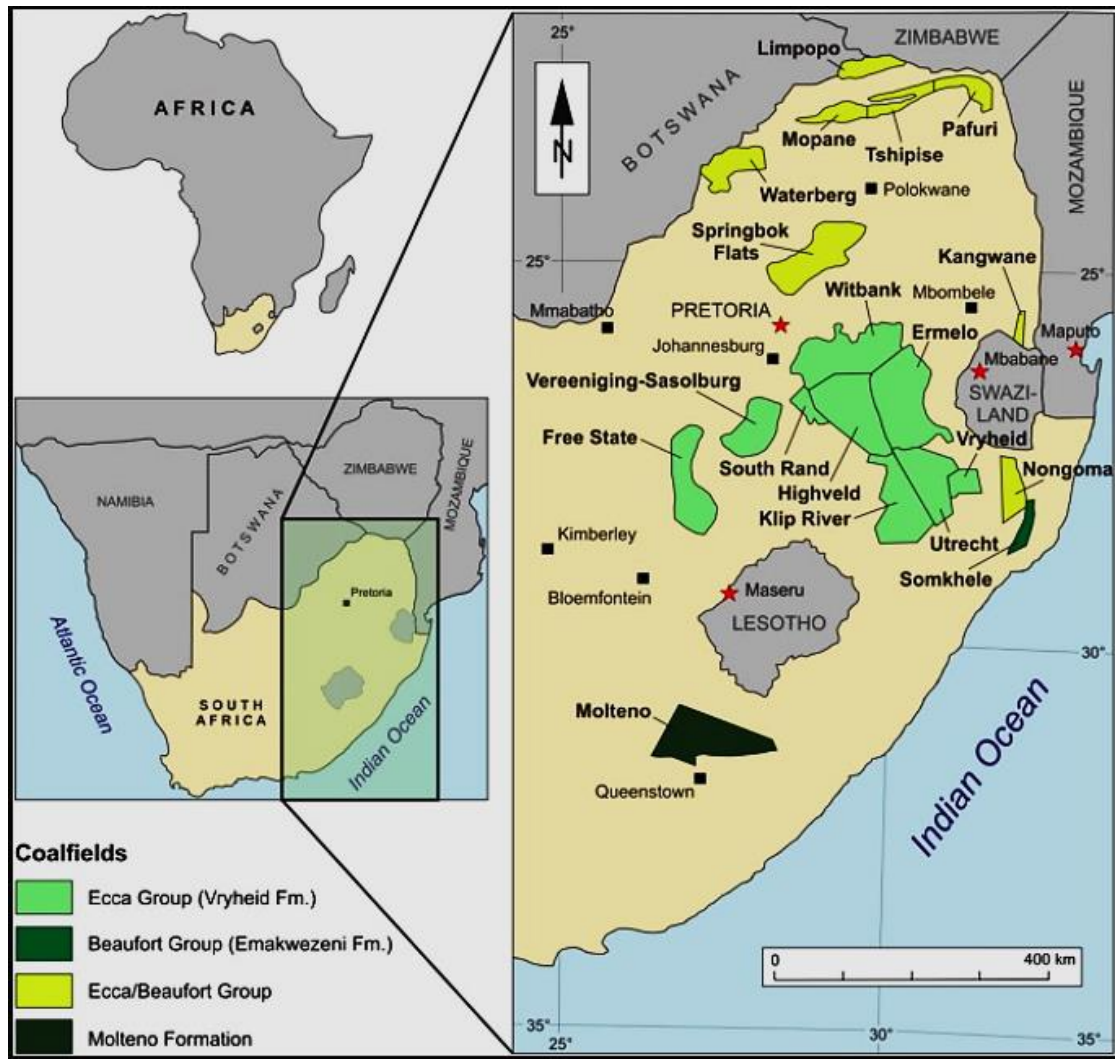 AFRICA
NAMIBIA
BOTSWANA
ZIMBABWE
MOZAMBIQUE
Pretoria
SOUTH
AFRICA
Atlantic Ocean
Indian Ocean
Coalfields
Ecca Group (Vryheid Fm.)
Beaufort Group (Emakwezeni Fm.)
Ecca/Beaufort Group
Molteno Formation
25°
N
BOTSWANA
Limpopo
ZIMBABWE
MOZAMBIQUE
Mopane
Tshipise
Pafuri
Waterberg
Polokwane
Springbok
Flats
25°
25°
Kangwane
Mmabatho
PRETORIA
Witbank
Mbombele
Johannesburg
Ermelo
Maputo
Mbabane
Vereeniging-Sasolburg
SWAZI-
LAND
Free State
Vryheid
South Rand
Nongoma
Highveld
Klip River
Kimberley
Utrecht
Somkhele
Bloemfontein
Maseru
LESOTHO
30°
Molteno
Queenstown
Indian Ocean
0
400 km
35°
25°
30°
35°